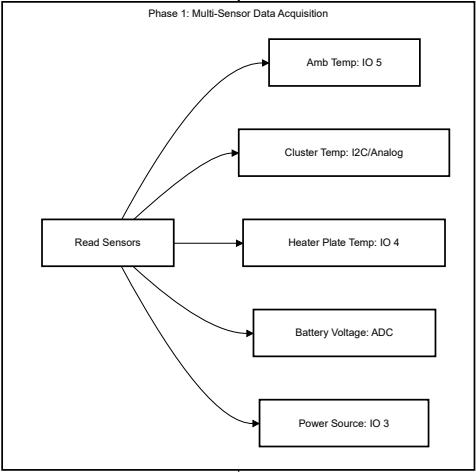 Phase 1: Multi-Sensor Data Acquisition
Amb Temp: IO 5
Cluster Temp: I2C/Analog
Read Sensors
Heater Plate Temp: IO 4
Battery Voltage: ADC
Power Source: IO 3